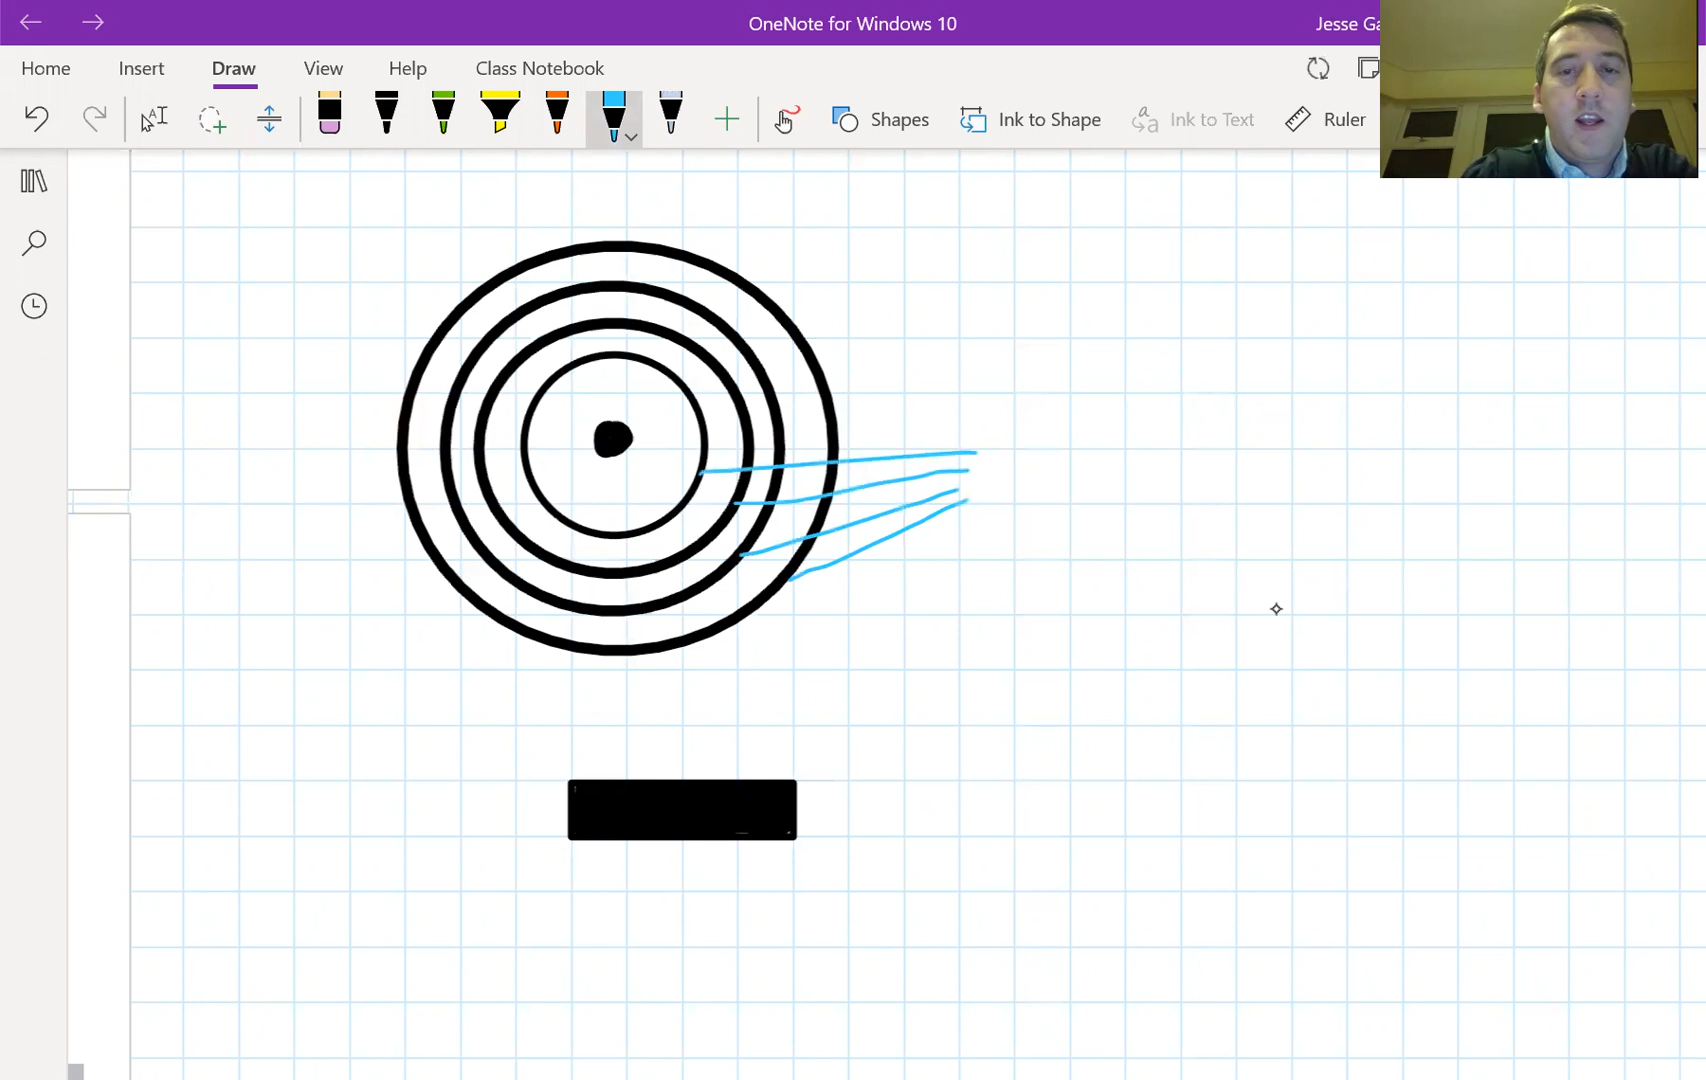 OneNote for Windows 10
Jesse Ga
Home Insert Draw View Help Class Notebook
Shapes Ink to Shape Ink to Text Ruler